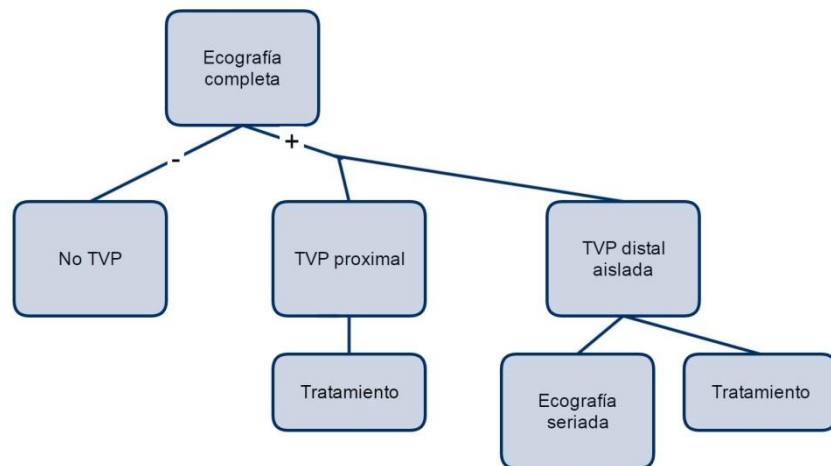 Ecografía
completa
-
+
No TVP
TVP proximal
TVP distal
aislada
Tratamiento
Ecografía
seriada
Tratamiento